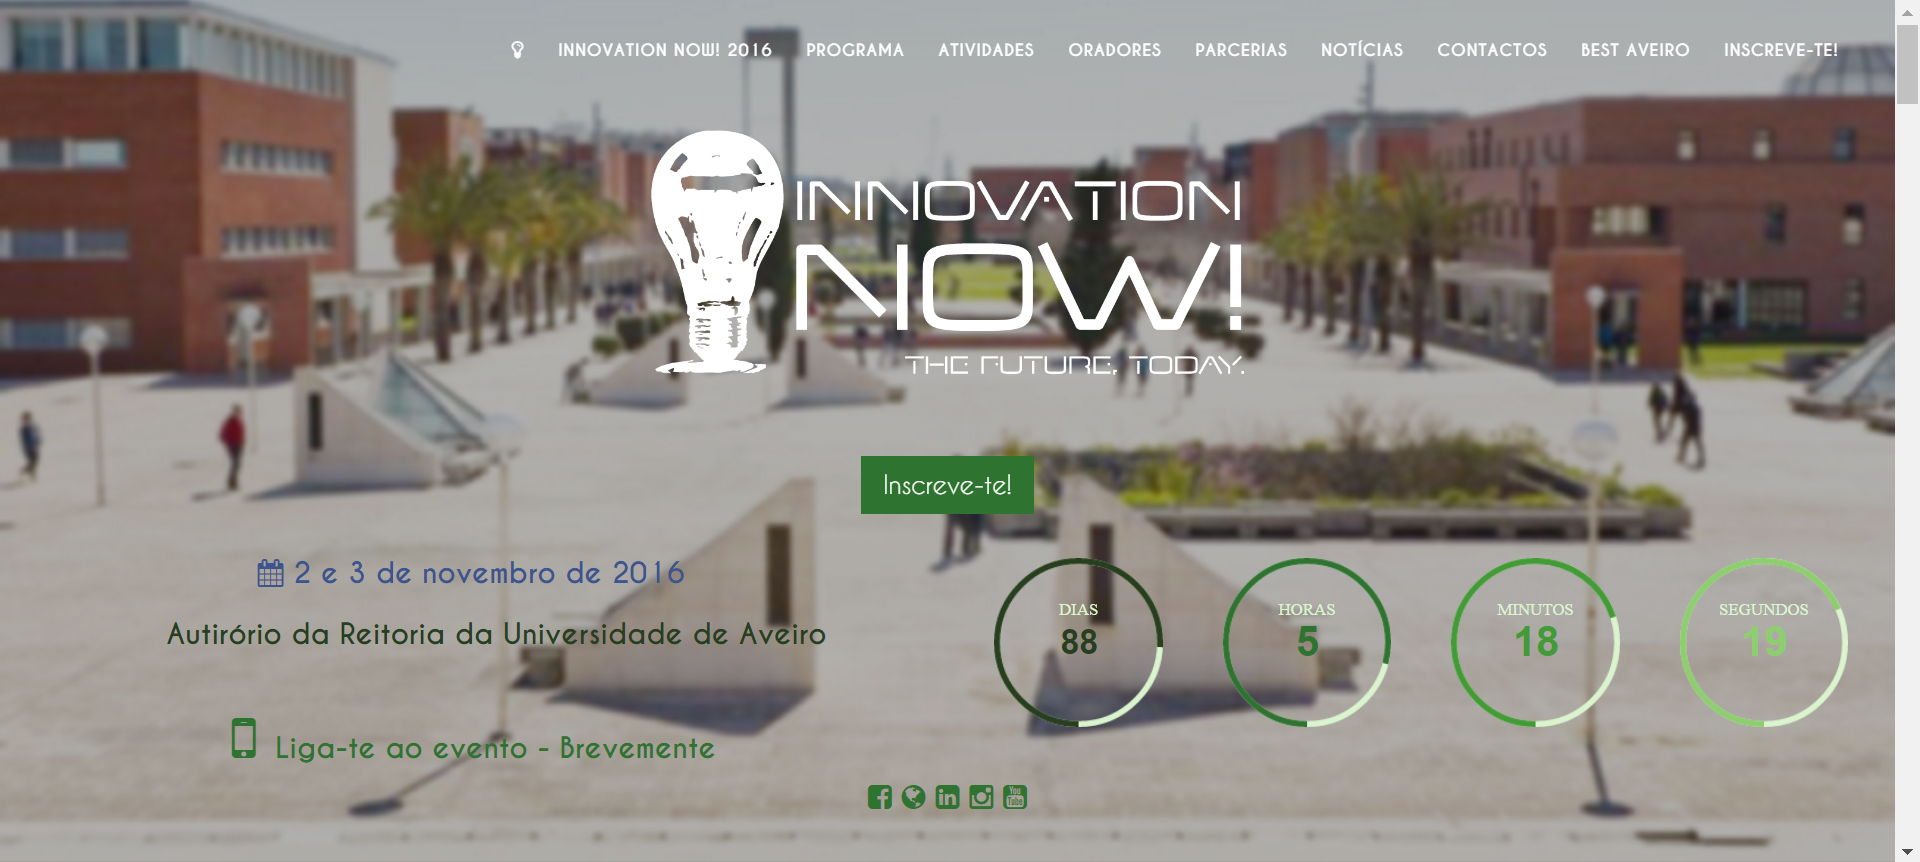 INNOVATION NOW! 2016 PROGRAMA ATIVIDADES ORADORES PARCERIAS NOTÍCIAS CONTACTOS BEST AVEIRO INSCREVE-TE!
INNOVATION
NOW!
THE FUTURE, TODAY.
Inscreve-te!
2 e 3 de novembro de 2016
Autirório da Reitoria da Universidade de Aveiro
Liga-te ao evento - Brevemente
DIAS
88
HORAS
5
MINUTOS
18
SEGUNDOS
19
You
Tube